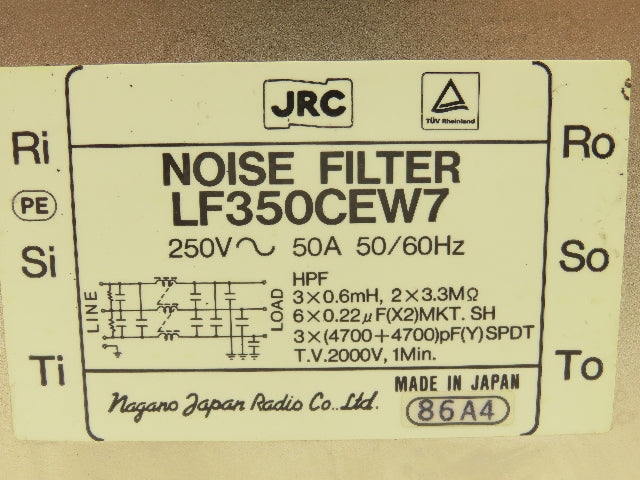 JRC
TÜV Rheinland
Ri
Ro
NOISE FILTER
PE
LF350CEW7
250V～ 50A 50/60Hz
Si
So
LINE
LOAD
HPF
3×0.6mH, 2×3.3MΩ
6×0.22μF(X2)MKT. SH
3×(4700+4700)pF(Y)SPDT
T.V.2000V, 1Min.
Ti
To
MADE IN JAPAN
Nagano Japan Radio Co., Ltd.
86A4